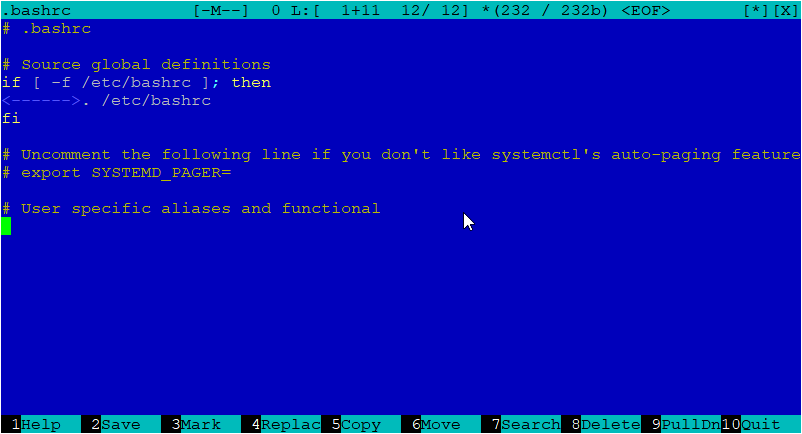 .bashrc [-M--] 0 L:[ 1+11 12/ 12] *(232 / 232b) <EOF> [*][X]
# .bashrc
# Source global definitions
if [ -f /etc/bashrc ]; then
<------>. /etc/bashrc
fi
# Uncomment the following line if you don't like systemctl's auto-paging feature
# export SYSTEMD_PAGER=
# User specific aliases and functional
1Help 2Save 3Mark 4Replac 5Copy 6Move 7Search 8Delete 9PullDn 10Quit